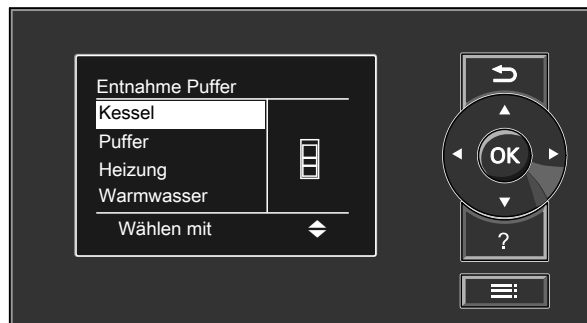 Entnahme Puffer
Kessel
Puffer
Heizung
Warmwasser
Wählen mit
OK
?